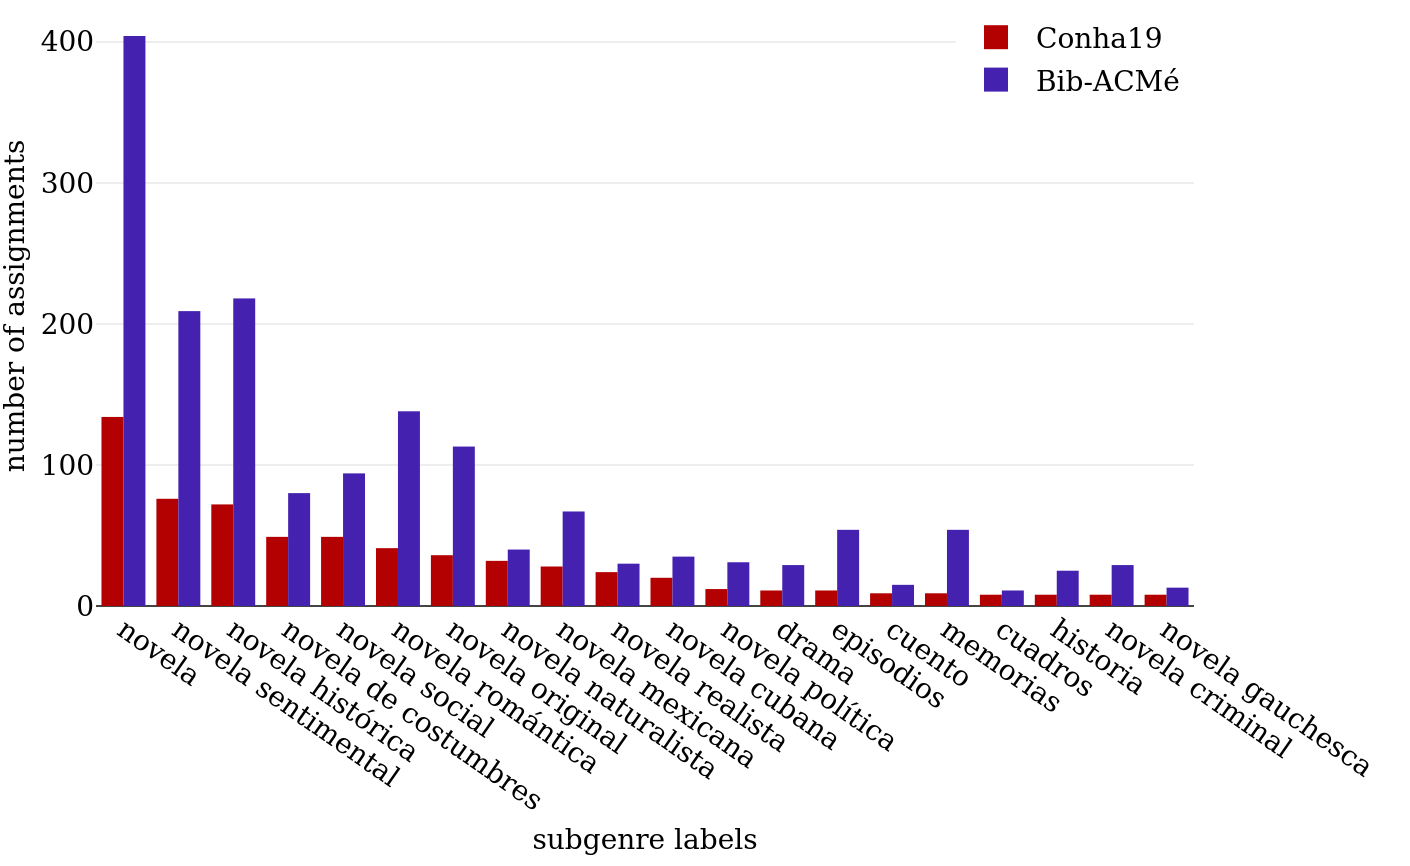 Conha19
Bib-ACMé
number of assignments
400
300
200
100
0
novela
novela sentimental
novela histórica
novela de costumbres
novela social
novela romántica
novela original
novela naturalista
novela mexicana
novela realista
novela cubana
novela política
drama
episodios
cuento
memorias
cuadros
historia
novela criminal
novela gauchesca
subgenre labels